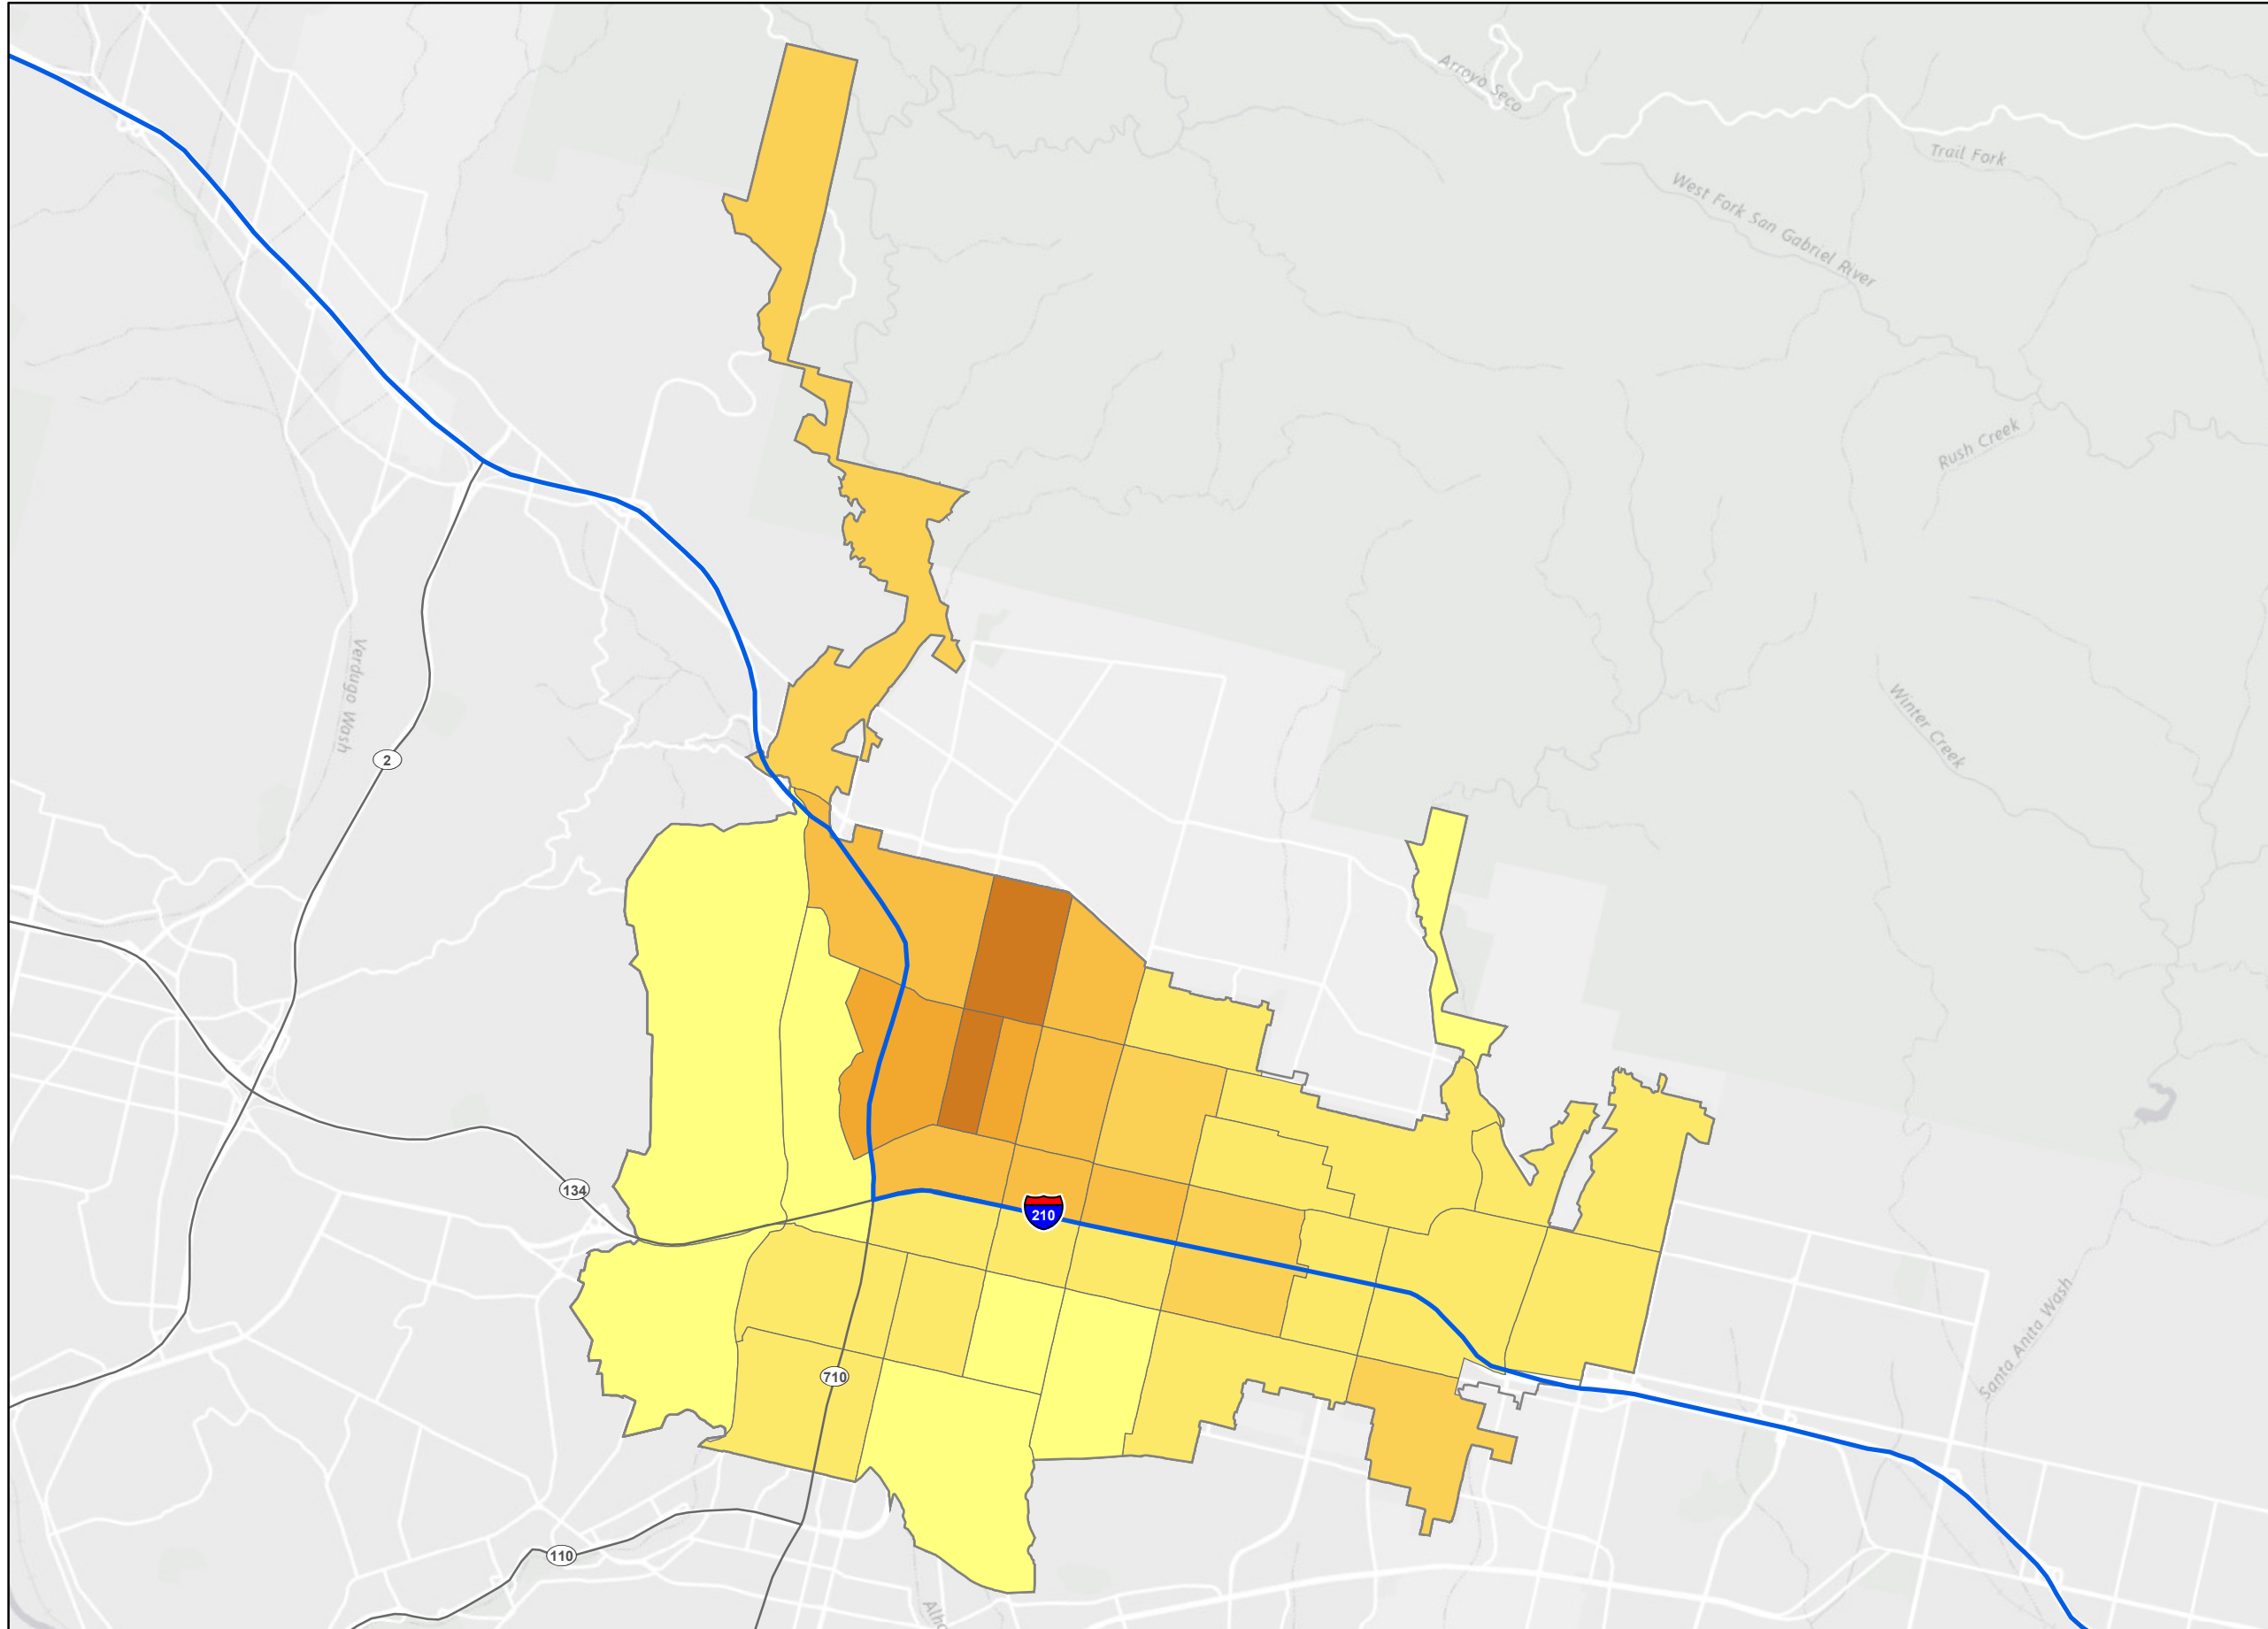 Arroyo Seco
Trail Fork
West Fork San Gabriel River
Rush Creek
Verdugo Wash
Winter Creek
2
134
210
Santa Anita Wash
710
110
Alh